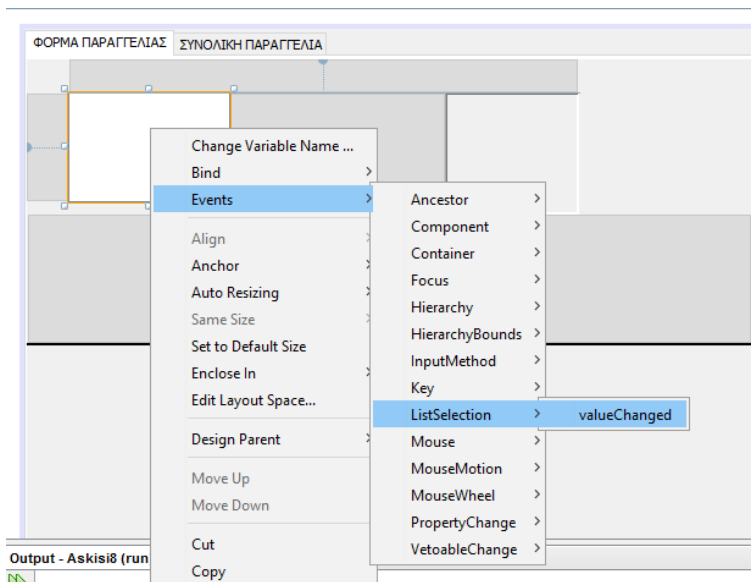 ΦΟΡΜΑ ΠΑΡΑΓΓΕΛΙΑΣ
ΣΥΝΟΛΙΚΗ ΠΑΡΑΓΓΕΛΙΑ
Change Variable Name ...
Bind
Events
Align
Anchor
Auto Resizing
Same Size
Set to Default Size
Enclose In
Edit Layout Space...
Design Parent
Move Up
Move Down
Cut
Copy
Ancestor
Component
Container
Focus
Hierarchy
HierarchyBounds
InputMethod
Key
ListSelection
Mouse
MouseMotion
MouseWheel
PropertyChange
VetoableChange
valueChanged
Output - Askisi8 (run